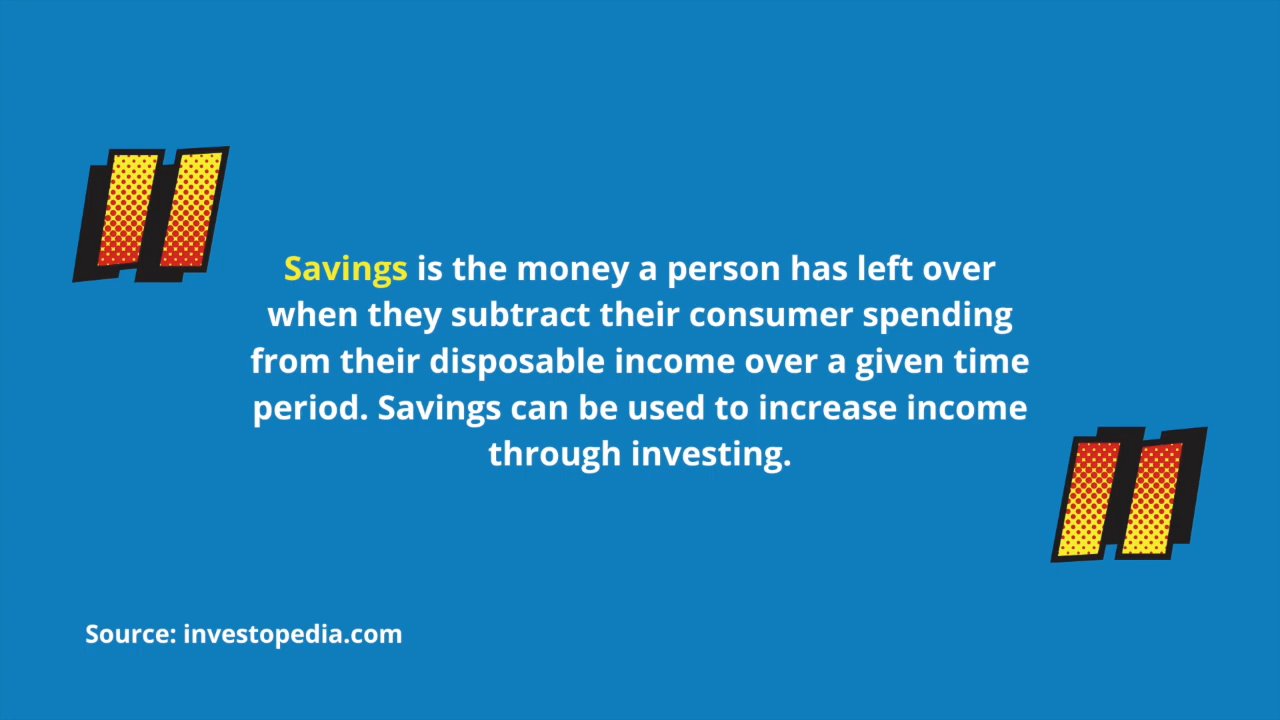 Savings is the money a person has left over
when they subtract their consumer spending
from their disposable income over a given time
period. Savings can be used to increase income
through investing.
Source: investopedia.com